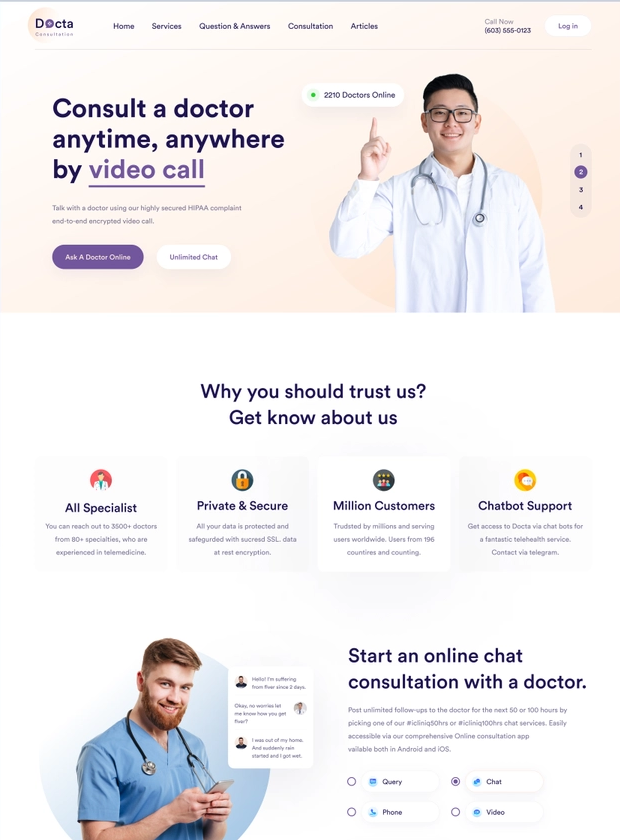 Docta
Consultation
Home
Services
Question & Answers
Consultation
Articles
Call Now
(603) 555-0123
Log in
2210 Doctors Online
Consult a doctor
anytime, anywhere
by video call
Talk with a doctor using our highly secured HIPAA complaint
end-to-end encrypted video call.
Ask A Doctor Online
Unlimited Chat
1
2
3
4
Why you should trust us?
Get know about us
All Specialist
You can reach out to 3500+ doctors
from 80+ specialties, who are
experienced in telemedicine.
Private & Secure
All your data is protected and
safegurded with sucread SSL. data
at rest encryption.
Million Customers
Trudsted by millions and serving
users worldwide. Users from 196
countires and counting.
Chatbot Support
Get access to Docta via chat bots for
a fantastic telehealth service.
Contact via telegram.
Hello! I'm suffering
from fiver since 2 days.
Okay, no worries let
me know how you get
fiver?
I was out of my home.
And suddenly rain
started and I got wet.
Start an online chat
consultation with a doctor.
Post unlimited follow-ups to the doctor for the next 50 or 100 hours by
picking one of our #icliniq50hrs or #icliniq100hrs chat services. Easily
accessible via our comprehensive Online consultation app
vailable both in Android and iOS.
Query
Chat
Phone
Video